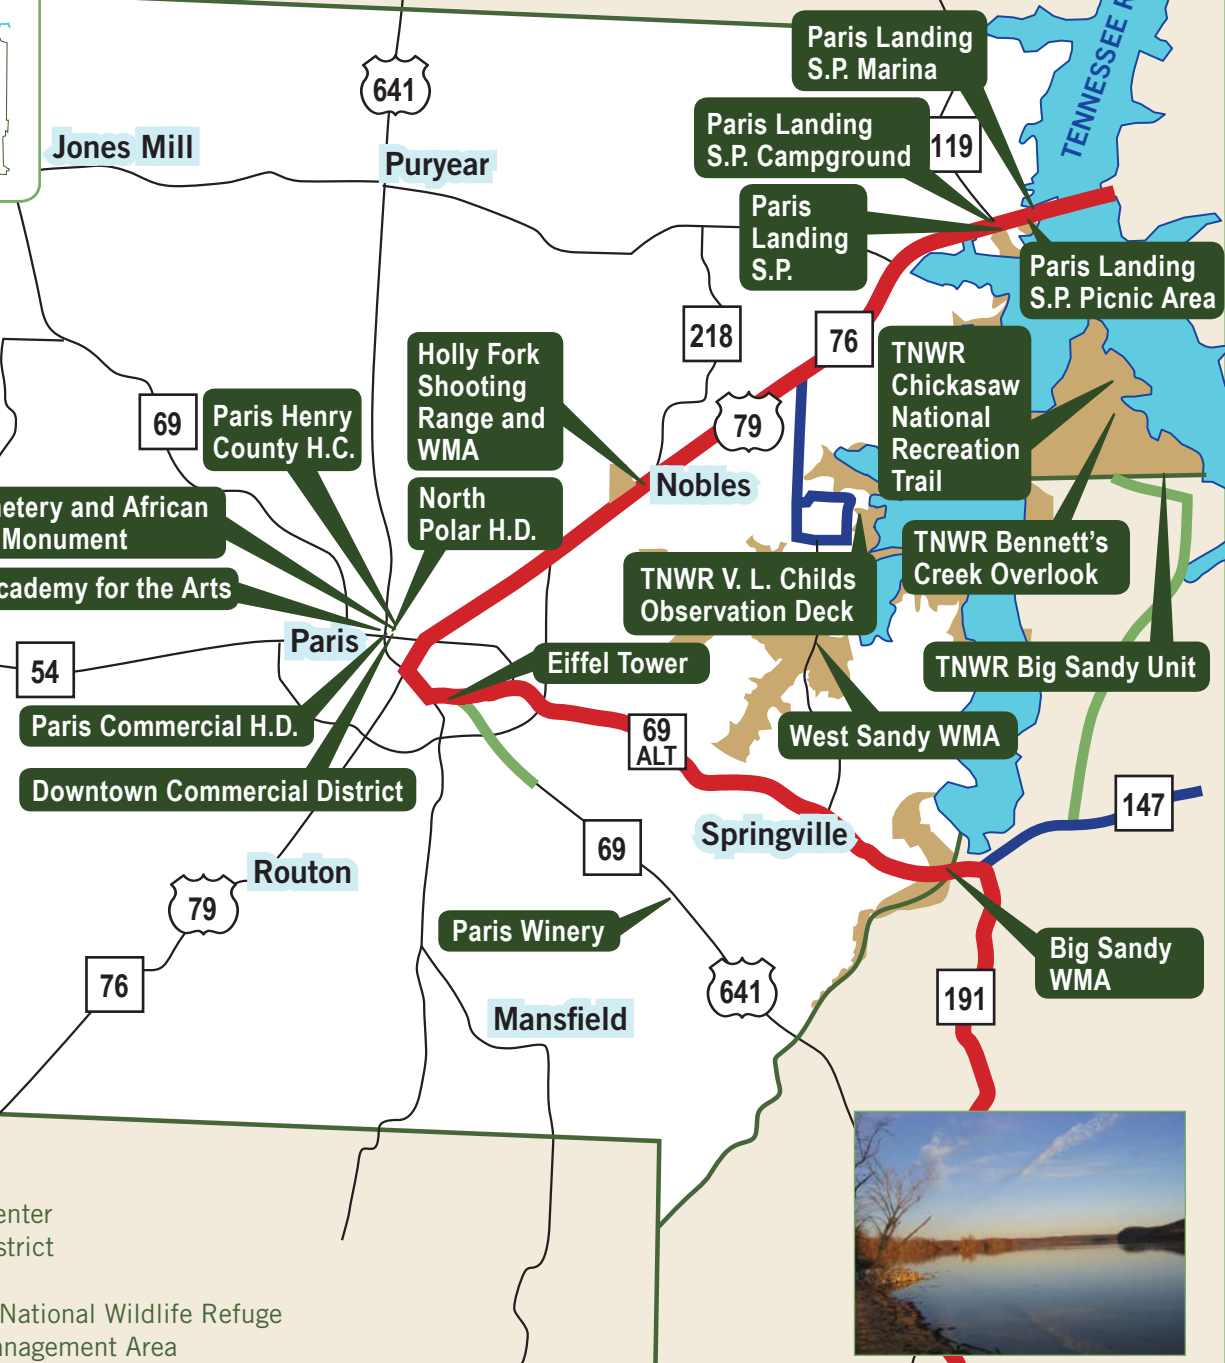 641
Jones Mill
Puryear
Paris Landing
S.P. Marina
TENNESSEE
Paris Landing
S.P. Campground
119
Paris
Landing
S.P.
Paris Landing
S.P. Picnic Area
218
76
79
Holly Fork
Shooting
Range and
WMA
TNWR
Chickasaw
National
Recreation
Trail
69
Paris Henry
County H.C.
Nobles
North
Polar H.D.
etery and African
Monument
cademy for the Arts
TNWR Bennett’s
Creek Overlook
TNWR V. L. Childs
Observation Deck
Paris
54
Eiffel Tower
TNWR Big Sandy Unit
Paris Commercial H.D.
69
ALT
West Sandy WMA
Downtown Commercial District
147
Springville
69
Routon
79
Paris Winery
Big Sandy
WMA
76
641
191
Mansfield
enter
strict
National Wildlife Refuge
nagement Area